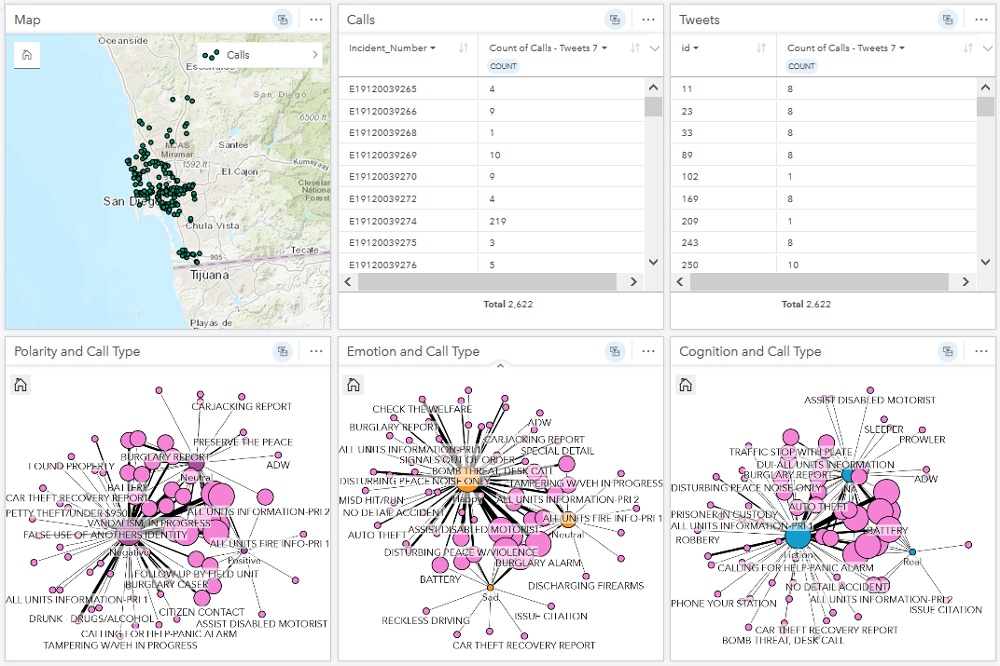 Map
Calls
Tweets
Oceanside
Calls
San Diego
6500 ft
MCAS
Miramar
Santee
1592 ft
El Cajon
Kumeyaay
Cleveland
National
Forest
San Diego
Chula Vista
905
Tecate
Tijuana
Playas de
Incident_Number
Count of Calls - Tweets 7
COUNT
E19120039265 4
E19120039266 9
E19120039268 1
E19120039269 10
E19120039270 9
E19120039272 4
E19120039274 219
E19120039275 3
E19120039276 5
Total 2,622
id
Count of Calls - Tweets 7
COUNT
11 8
23 8
33 8
89 8
102 1
169 8
209 1
243 8
250 10
Total 2,622
Polarity and Call Type
CARJACKING REPORT
PRESERVE THE PEACE
BURGLARY REPORT
ADW
FOUND PROPERTY
Neutral
BATTERY
CAR THEFT RECOVERY REPORT
PETTY THEFT/UNDER $950
ALL UNITS INFORMATION-PRI 2
VANDALISM, IN PROGRESS
FALSE USE OF ANOTHERS IDENTITY
ALL UNITS FIRE INFO-PRI 1
Negative
Positive
FOLLOW UP BY FIELD UNIT
BURGLARY CASER
ALL UNITS INFORMATION-PRI 1
CITIZEN CONTACT
DRUNK - DRUGS/ALCOHOL
ASSIST DISABLED MOTORIST
CALLING FOR HELP-PANIC ALARM
TAMPERING W/VEH IN PROGRESS
Emotion and Call Type
CHECK THE WELFARE
ADW
BURGLARY REPORT
CARJACKING REPORT
ALL UNITS INFORMATION-PRI 1
SPECIAL DETAIL
SIGNALS OUT OF ORDER
BOMB THREAT, DESK CALL
DISTURBING PEACE NOISE ONLY
TAMPERING W/VEH IN PROGRESS
MISD HIT/RUN
Happy
ALL UNITS INFORMATION-PRI 2
NO DETAIL ACCIDENT
ALL UNITS FIRE INFO-PRI 1
AUTO THEFT
ASSIST DISABLED MOTORIST
Neutral
DISTURBING PEACE W/VIOLENCE
BURGLARY ALARM
BATTERY
DISCHARGING FIREARMS
Sad
RECKLESS DRIVING
ISSUE CITATION
CAR THEFT RECOVERY REPORT
Cognition and Call Type
ASSIST DISABLED MOTORIST
SLEEPER
PROWLER
TRAFFIC STOP WITH PLATE
DUI-ALL UNITS INFORMATION
BURGLARY REPORT
ADW
DISTURBING PEACE NOISE ONLY
NA
AUTO THEFT
PRISONER IN CUSTODY
ALL UNITS INFORMATION-PRI 1
BATTERY
ROBBERY
Fiction
Real
CALLING FOR HELP-PANIC ALARM
NO DETAIL ACCIDENT
PHONE YOUR STATION
ALL UNITS INFORMATION-PRI 2
ISSUE CITATION
CAR THEFT RECOVERY REPORT
BOMB THREAT, DESK CALL